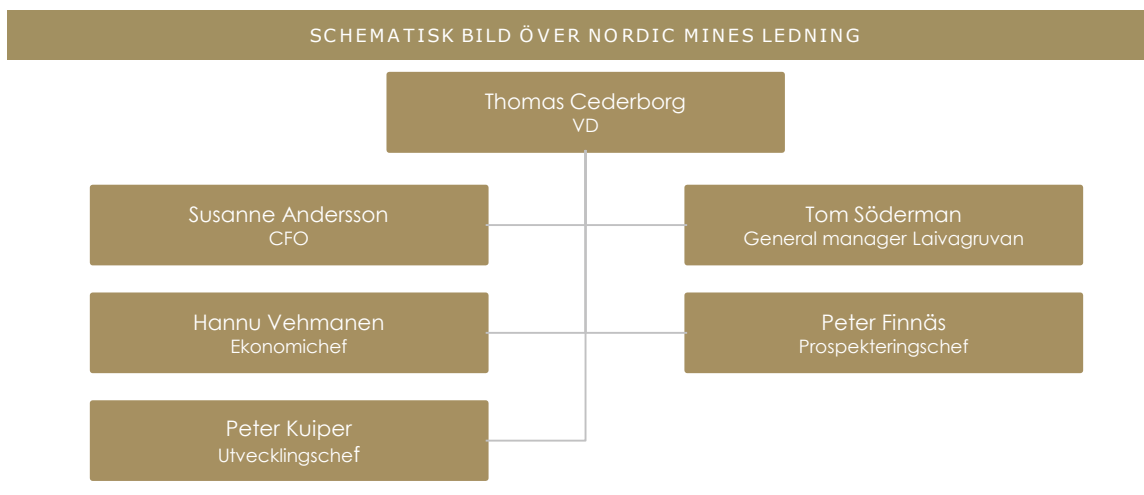 SCHEMATISK BILD ÖVER NORDIC MINES LEDNING
Thomas Cederborg
VD
Susanne Andersson
CFO
Tom Söderman
General manager Laivagruvan
Hannu Vehmanen
Ekonomichef
Peter Finnäs
Prospekteringschef
Peter Kuiper
Utvecklingschef